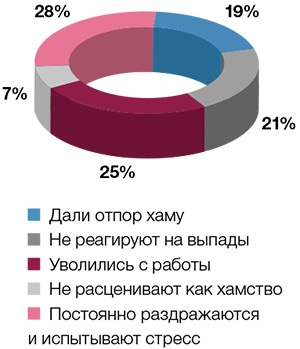 28%
19%
7%
21%
25%
Дали отпор хаму
Не реагируют на выпады
Уволились с работы
Не расценивают как хамство
Постоянно раздражаются
и испытывают стресс